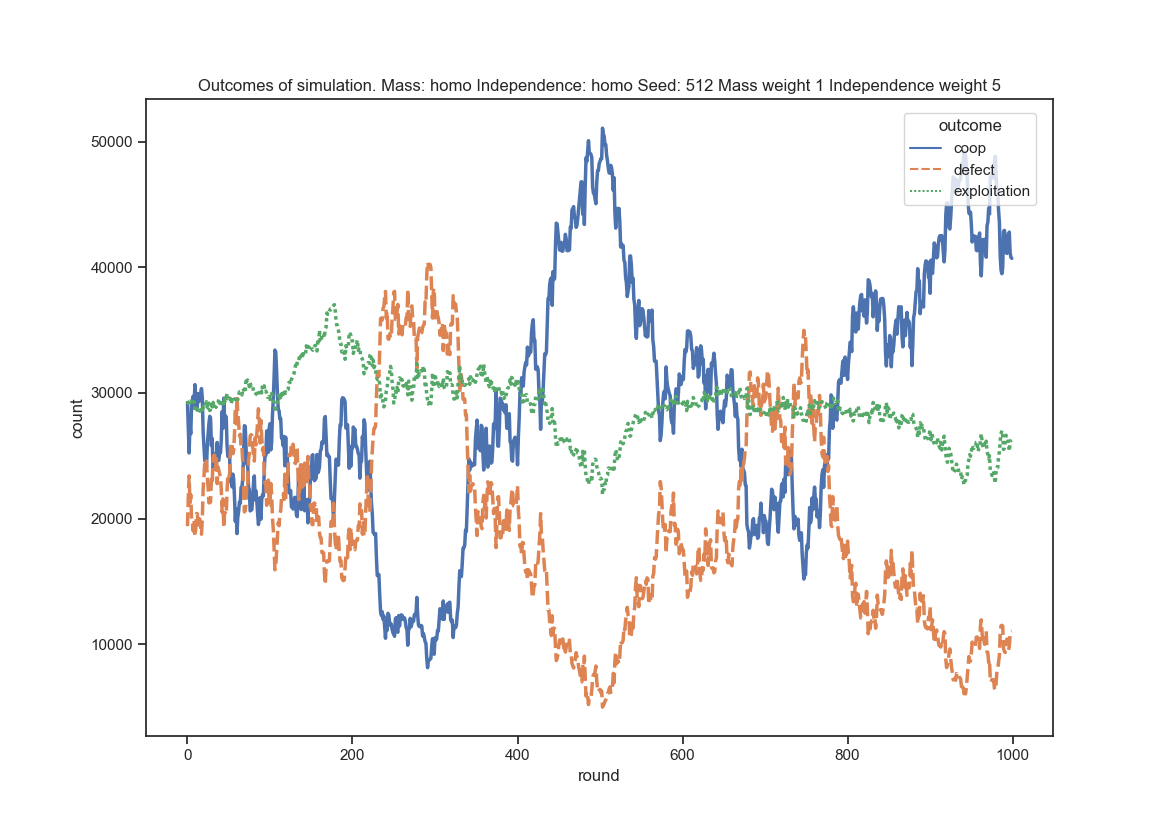 Outcomes of simulation. Mass: homo Independence: homo Seed: 512 Mass weight 1 Independence weight 5
outcome
coop
defect
exploitation
50000
40000
30000
20000
10000
count
0 200 400 600 800 1000
round